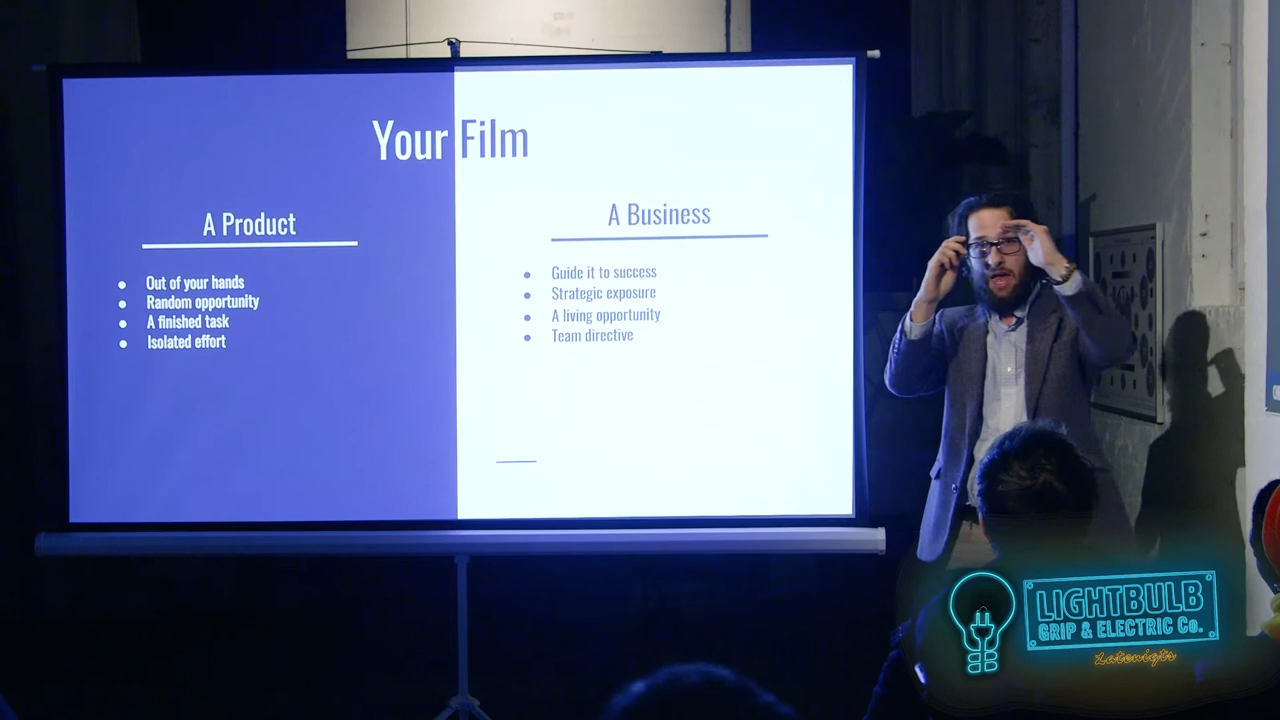 Your Film
A Product
Out of your hands
Random opportunity
A finished task
Isolated effort
A Business
Guide it to success
Strategic exposure
A living opportunity
Team directive
LIGHTBULB
GRIP & ELECTRIC Co.
Latenigts